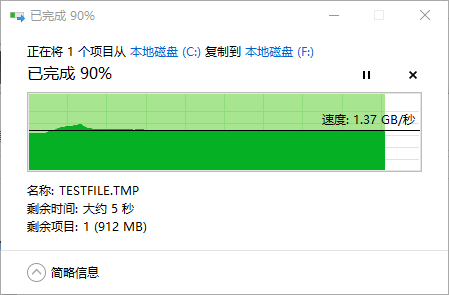 已完成 90%
正在将 1 个项目从 本地磁盘 (C:) 复制到 本地磁盘 (F:)
已完成 90%
速度: 1.37 GB/秒
名称: TESTFILE.TMP
剩余时间: 大约 5 秒
剩余项目: 1 (912 MB)
简略信息